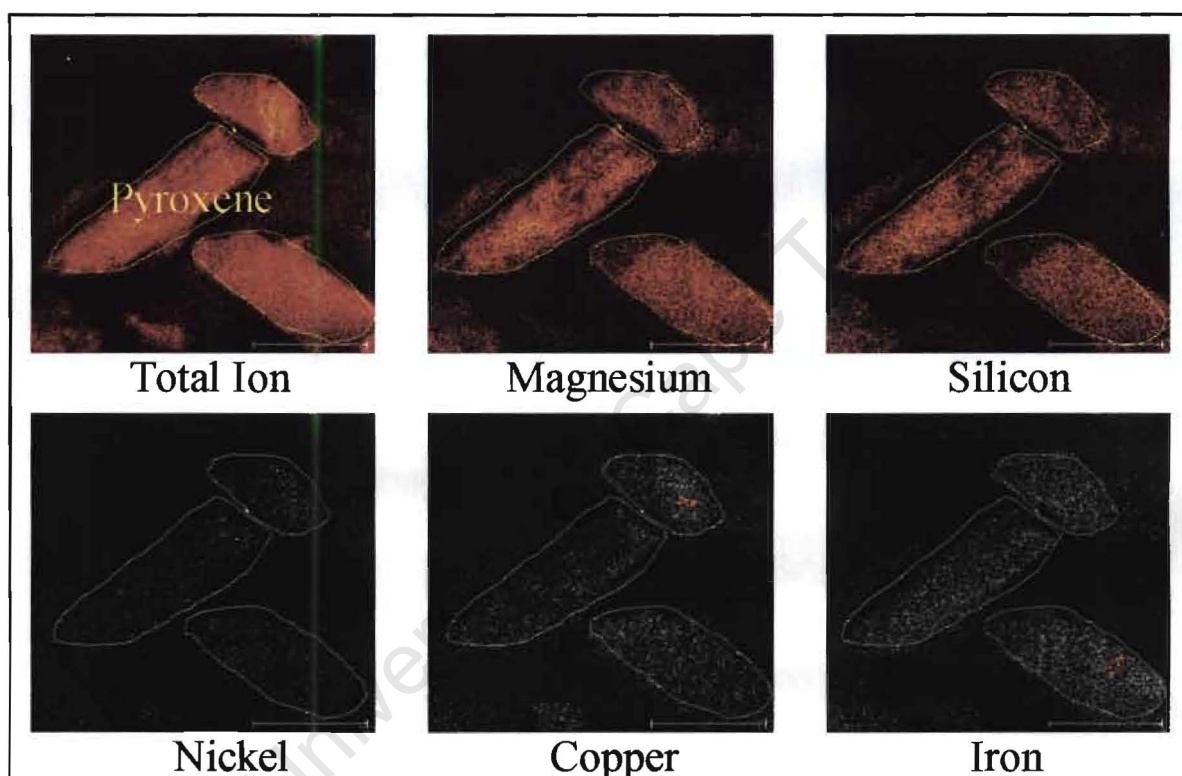 Pyroxene
Total Ion
Magnesium
Silicon
Nickel
Copper
Iron